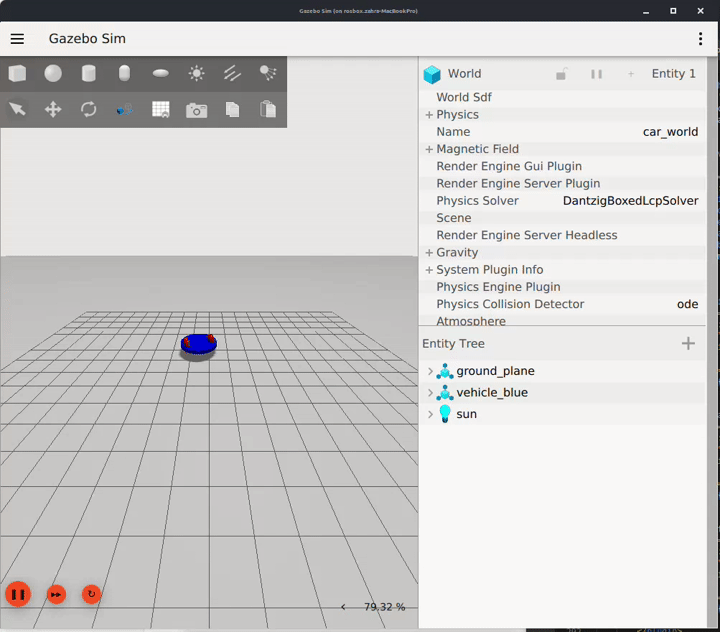 Gazebo Sim (on rosbox.zahra-MacBookPro)
Gazebo Sim
World
Entity 1
World Sdf
Physics
Name car_world
Magnetic Field
Render Engine Gui Plugin
Render Engine Server Plugin
Physics Solver DantzigBoxedLcpSolver
Scene
Render Engine Server Headless
Gravity
System Plugin Info
Physics Engine Plugin
Physics Collision Detector ode
Atmosphere
Entity Tree
ground_plane
vehicle_blue
sun
79.32 %